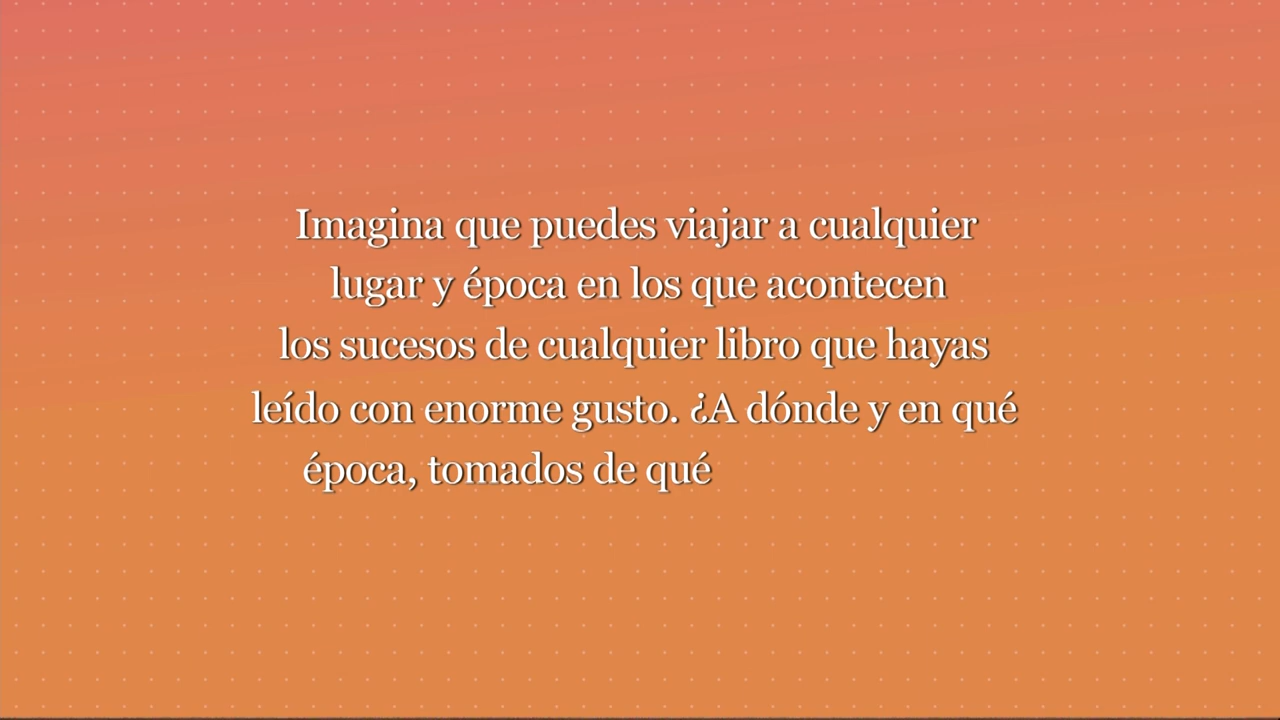 Imagina que puedes viajar a cualquier
lugar y época en los que acontecen
los sucesos de cualquier libro que hayas
leído con enorme gusto. ¿A dónde y en qué
época, tomados de qué